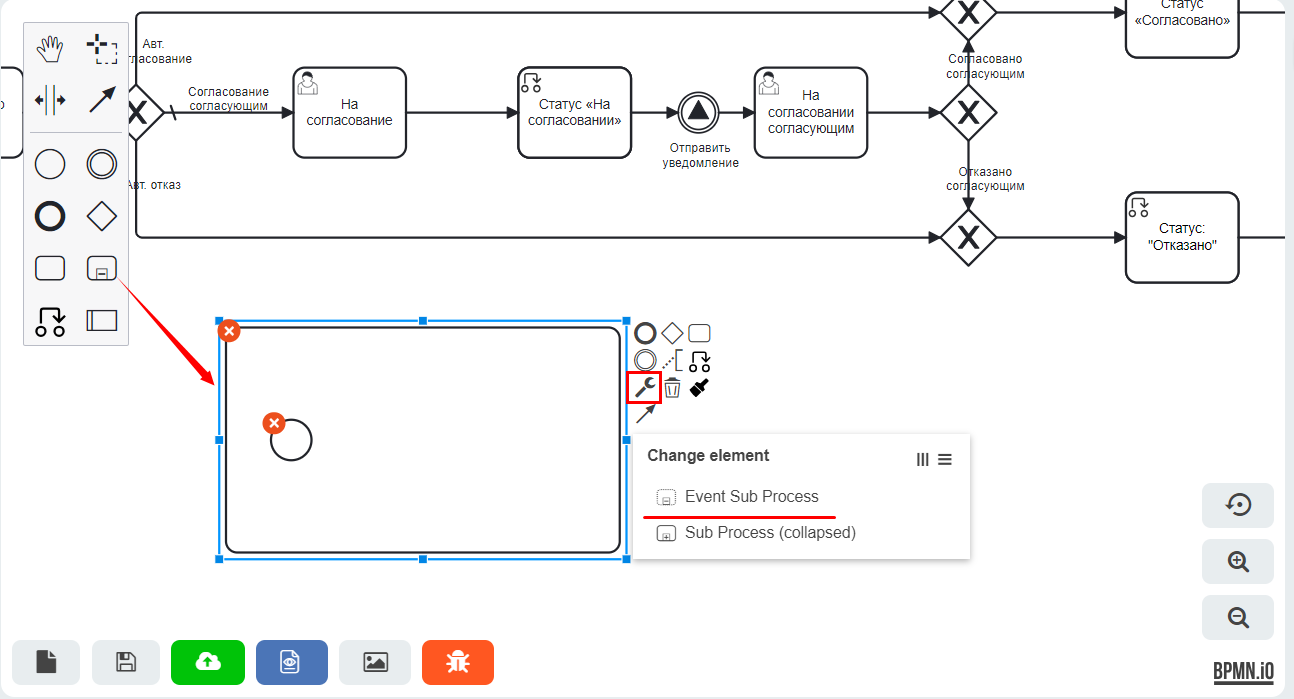 Статус
«Согласовано»
Авт.
гласование
Согласование
согласующим
На
согласование
Статус «На
согласовании»
Отправить
уведомление
На
согласовании
согласующим
Согласовано
согласующим
Авт. отказ
Отказано
согласующим
Статус:
"Отказано"
Change element
Event Sub Process
Sub Process (collapsed)
BPMN.iO